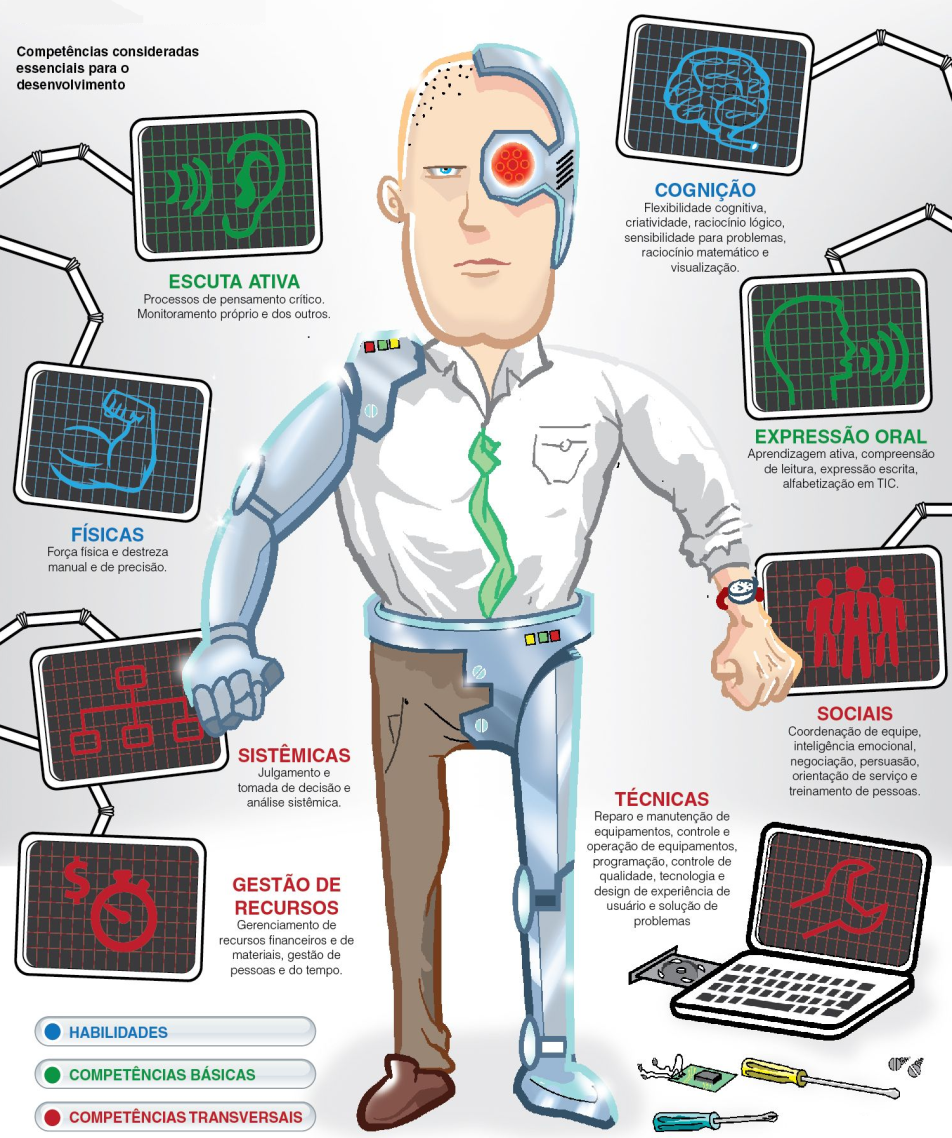 Competências consideradas
essenciais para o
desenvolvimento
ESCUTA ATIVA
Processos de pensamento crítico.
Monitoramento próprio e dos outros.
COGNIÇÃO
Flexibilidade cognitiva,
criatividade, raciocínio lógico,
sensibilidade para problemas,
raciocínio matemático e
visualização.
EXPRESSÃO ORAL
Aprendizagem ativa, compreensão
de leitura, expressão escrita,
alfabetização em TIC.
FÍSICAS
Força física e destreza
manual e de precisão.
SISTÊMICAS
Julgamento e
tomada de decisão e
análise sistêmica.
SOCIAIS
Coordenação de equipe,
inteligência emocional,
negociação, persuasão,
orientação de serviço e
treinamento de pessoas.
TÉCNICAS
Reparo e manutenção de
equipamentos, controle e
operação de equipamentos,
programação, controle de
qualidade, tecnologia e
design de experiência de
usuário e solução de
problemas
$
GESTÃO DE
RECURSOS
Gerenciamento de
recursos financeiros e de
materiais, gestão de
pessoas e do tempo.
HABILIDADES
COMPETÊNCIAS BÁSICAS
COMPETÊNCIAS TRANSVERSAIS